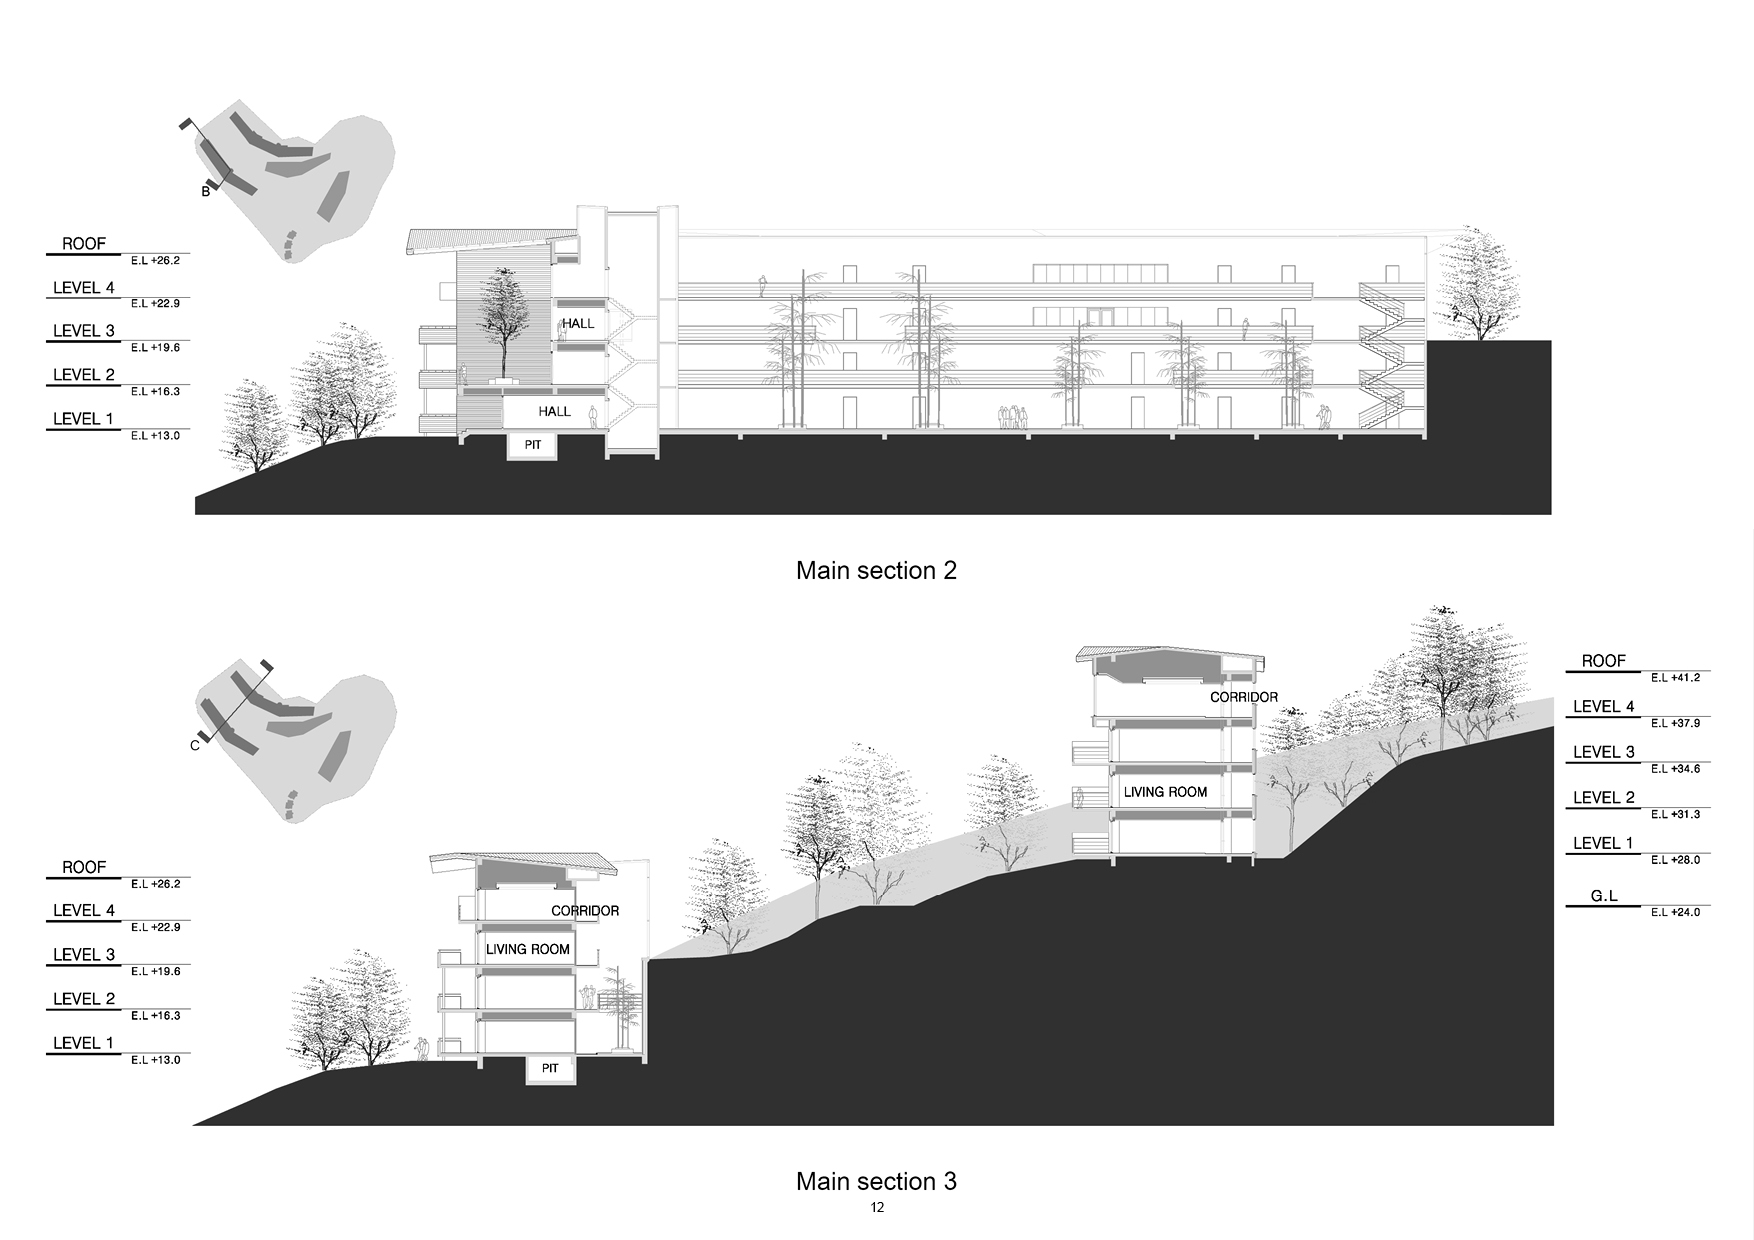 B
ROOF
E.L +26.2
LEVEL 4
E.L +22.9
LEVEL 3
E.L +19.6
LEVEL 2
E.L +16.3
LEVEL 1
E.L +13.0
HALL
HALL
PIT
Main section 2
C
ROOF
E.L +26.2
LEVEL 4
E.L +22.9
LEVEL 3
E.L +19.6
LEVEL 2
E.L +16.3
LEVEL 1
E.L +13.0
CORRIDOR
LIVING ROOM
PIT
CORRIDOR
LIVING ROOM
ROOF
E.L +41.2
LEVEL 4
E.L +37.9
LEVEL 3
E.L +34.6
LEVEL 2
E.L +31.3
LEVEL 1
E.L +28.0
G.L
E.L +24.0
Main section 3
12